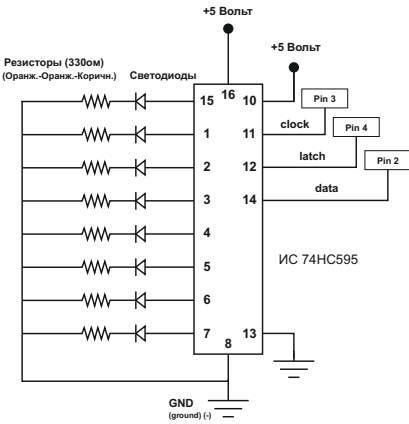 +5 Вольт
+5 Вольт
Резисторы (330ом)
(Оранж.-Оранж.-Коричн.)
Светодиоды
15 16 10
Pin 3
1 11 clock
Pin 4
2 12 latch
Pin 2
3 14 data
4
ИС 74HC595
5
6
7 8 13
GND
(ground) (-)